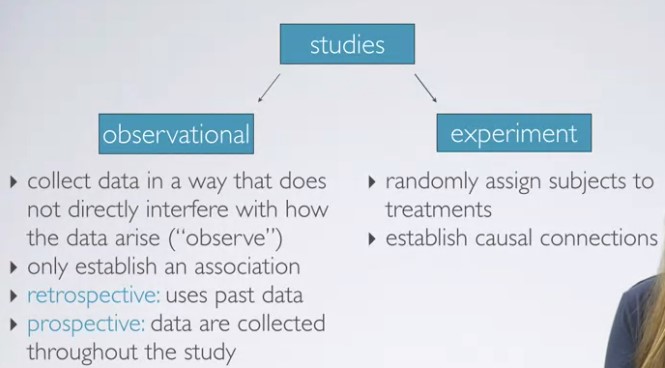 studies
observational
▸ collect data in a way that does
not directly interfere with how
the data arise (“observe”)
▸ only establish an association
▸ retrospective: uses past data
▸ prospective: data are collected
throughout the study
experiment
▸ randomly assign subjects to
treatments
▸ establish causal connections